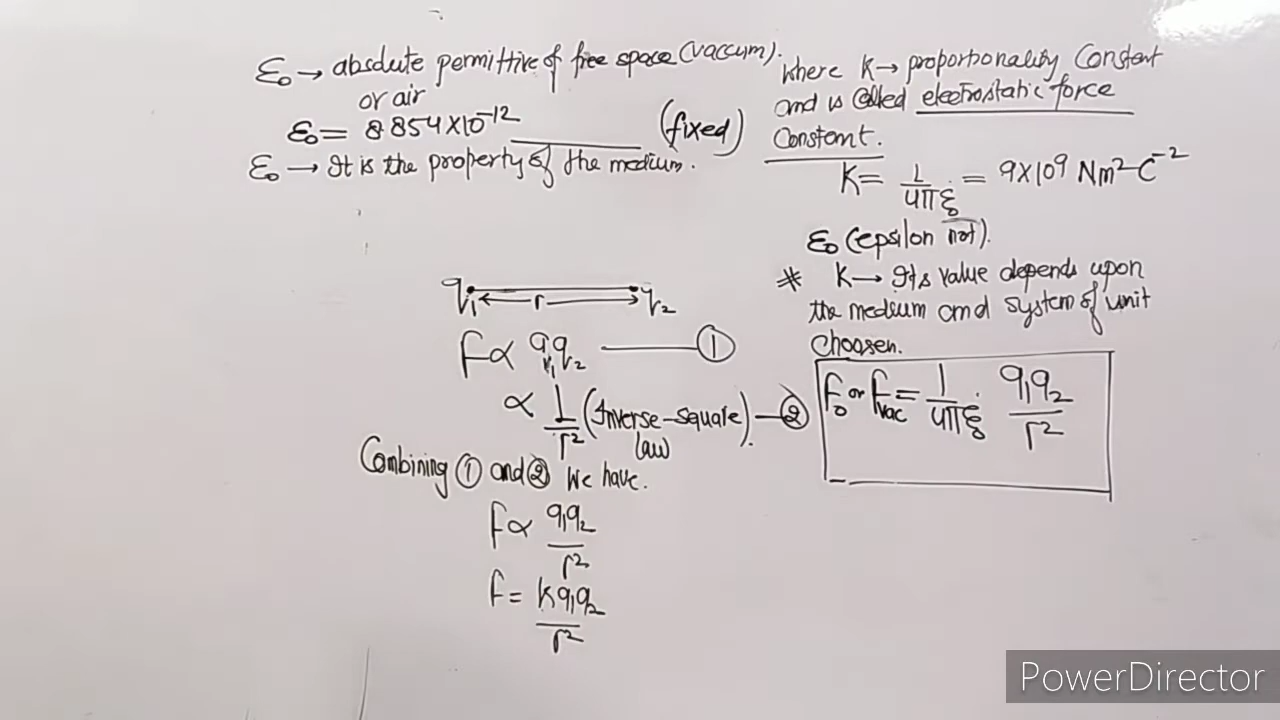 ε₀ → absolute permittive of free space (vaccum).
or air
ε₀ = 8.854×10⁻¹² (fixed)
ε₀ → It is the property of the medium.
q₁ ← r → q₂
F ∝ q₁q₂ — ①
∝ 1/r² (Inverse-square law) — ②
Combining ① and ② We have.
F ∝ q₁q₂/r²
F = Kq₁q₂/r²
where K → proportionality Constant
and is called electrostatic force
Constant.
K = 1/4πε₀ = 9×10⁹ Nm²C⁻²
ε₀ (epsilon not).
* K → Its value depends upon
the medium and system of unit
choosen.
F₀ or Fvac = 1/4πε₀ q₁q₂/r²
PowerDirector